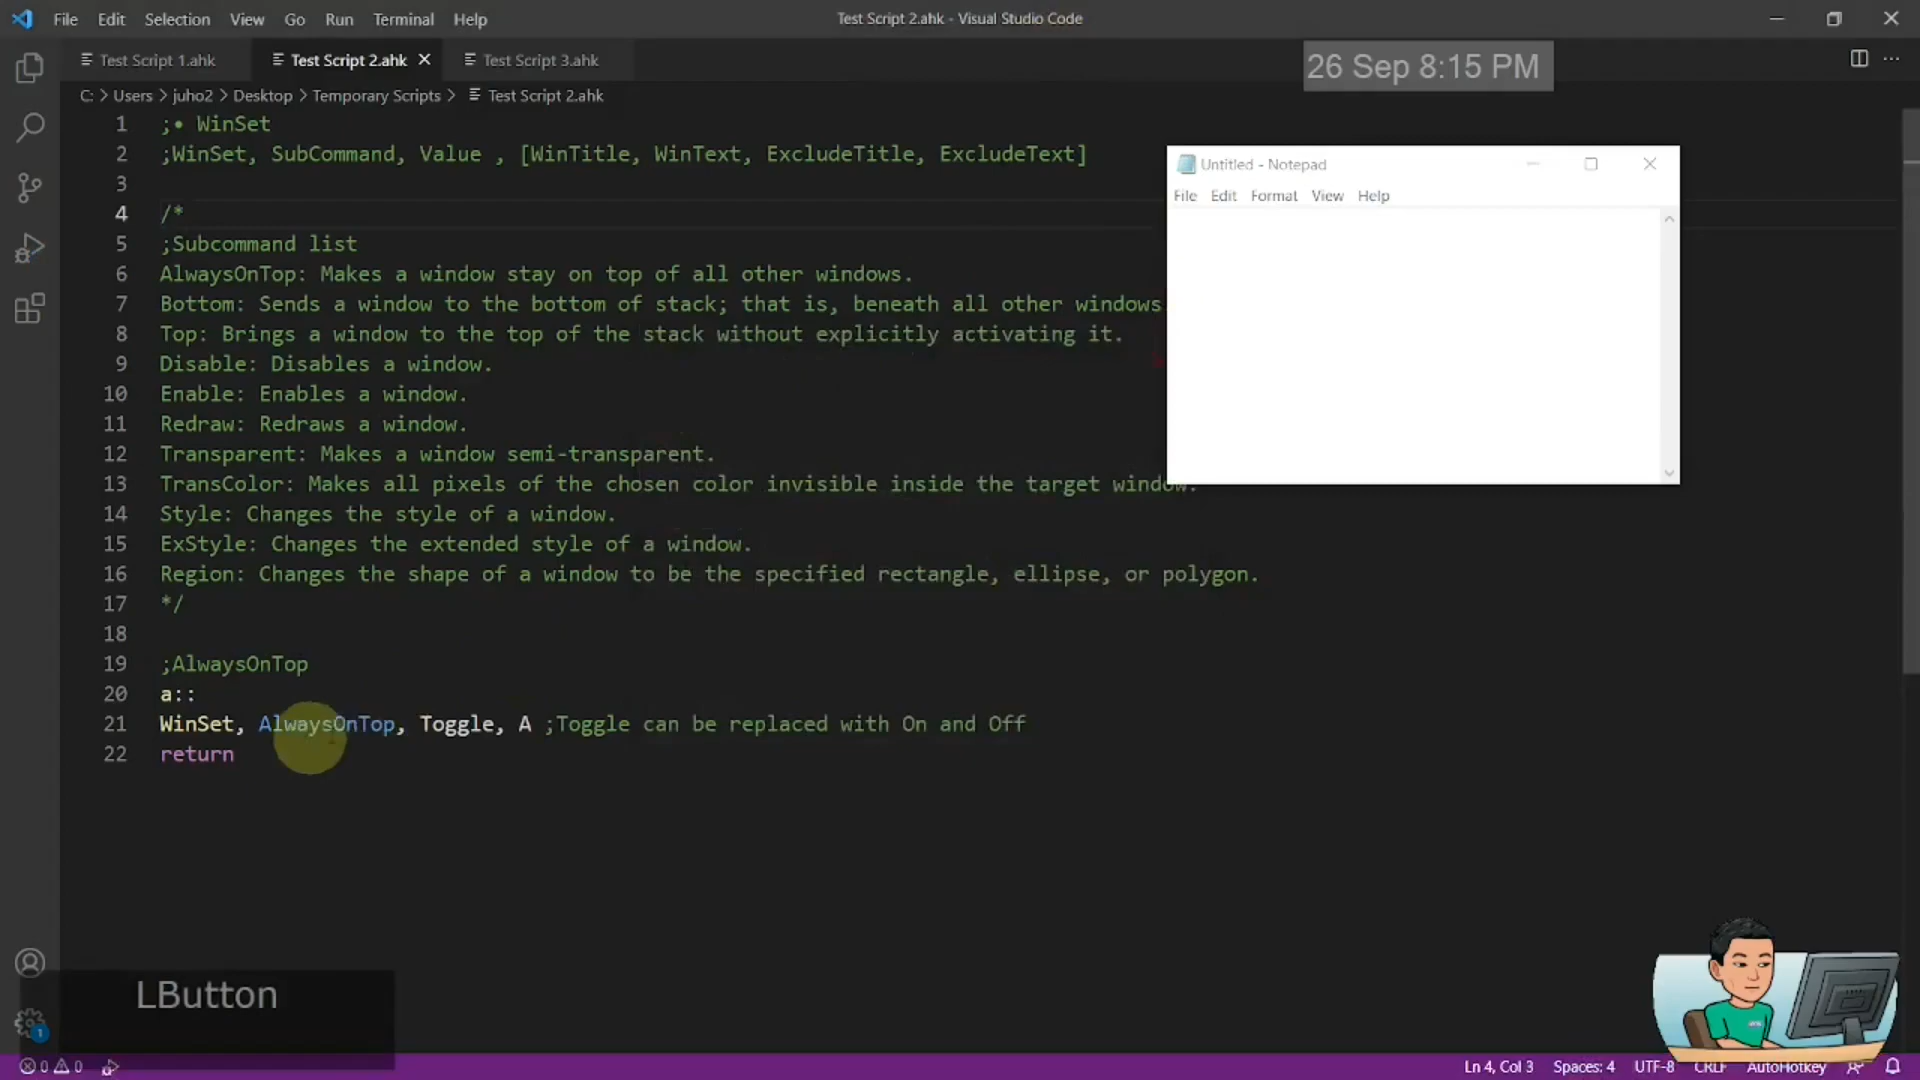 File Edit Selection View Go Run Terminal Help
Test Script 2.ahk - Visual Studio Code
Test Script 1.ahk
Test Script 2.ahk
Test Script 3.ahk
26 Sep 8:15 PM
C: > Users > juho2 > Desktop > Temporary Scripts > Test Script 2.ahk
1 ;• WinSet
2 ;WinSet, SubCommand, Value , [WinTitle, WinText, ExcludeTitle, ExcludeText]
3
4 /*
5 ;Subcommand list
6 AlwaysOnTop: Makes a window stay on top of all other windows.
7 Bottom: Sends a window to the bottom of stack; that is, beneath all other windows
8 Top: Brings a window to the top of the stack without explicitly activating it.
9 Disable: Disables a window.
10 Enable: Enables a window.
11 Redraw: Redraws a window.
12 Transparent: Makes a window semi-transparent.
13 TransColor: Makes all pixels of the chosen color invisible inside the target window.
14 Style: Changes the style of a window.
15 ExStyle: Changes the extended style of a window.
16 Region: Changes the shape of a window to be the specified rectangle, ellipse, or polygon.
17 */
18
19 ;AlwaysOnTop
20 a::
21 WinSet, AlwaysOnTop, Toggle, A ;Toggle can be replaced with On and Off
22 return
Untitled - Notepad
File Edit Format View Help
LButton
1
0 0
Ln 4, Col 3 Spaces: 4 UTF-8 CRLF AutoHotkey